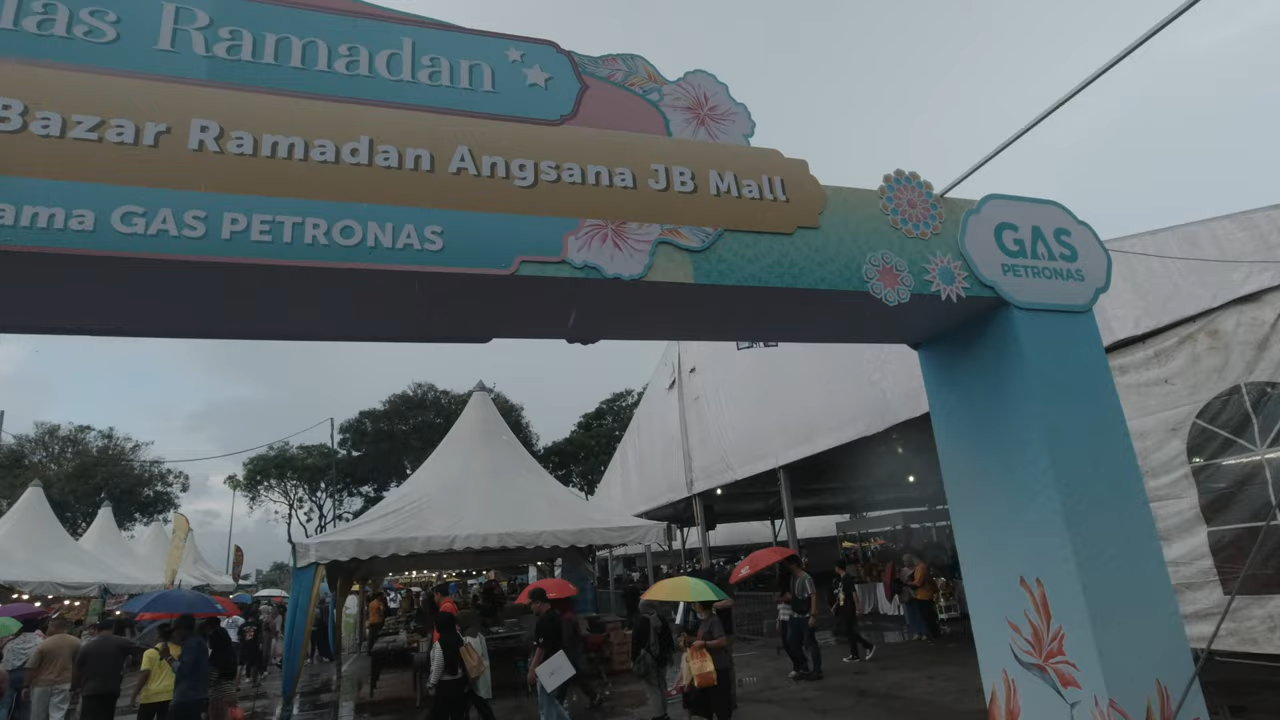 Ramadan
Bazar Ramadan Angsana JB Mall
GAS PETRONAS
GAS
PETRONAS